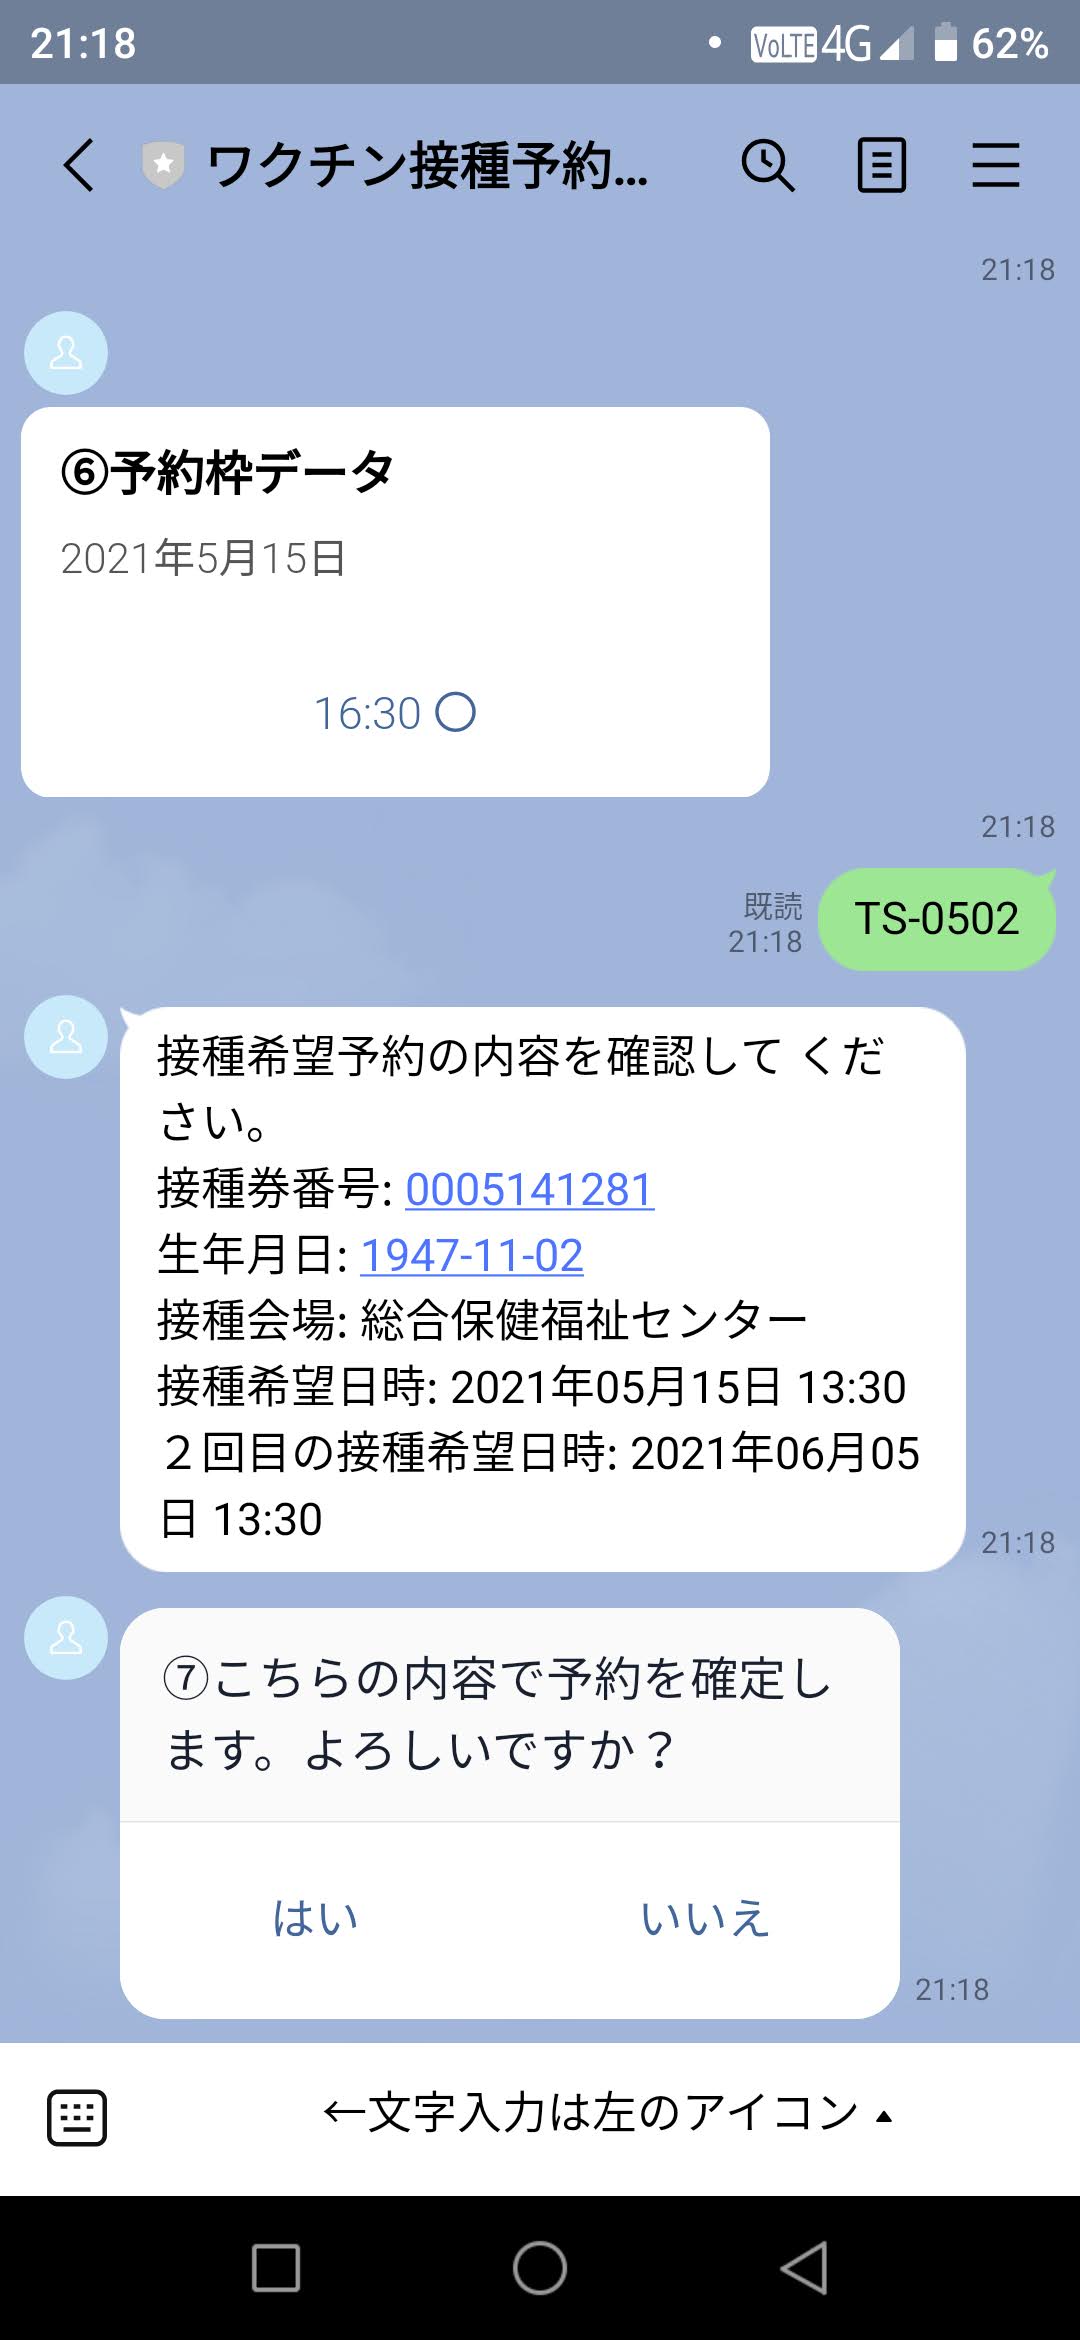 21:18
VoLTE 4G 62%
ワクチン接種予約...
21:18
⑥予約枠データ
2021年5月15日
16:30 〇
21:18
既読
21:18
TS-0502
接種希望予約の内容を確認して くだ
さい。
接種券番号: 0005141281
生年月日: 1947-11-02
接種会場: 総合保健福祉センター
接種希望日時: 2021年05月15日 13:30
２回目の接種希望日時: 2021年06月05
日 13:30
21:18
⑦こちらの内容で予約を確定し
ます。よろしいですか？
はい いいえ
21:18
←文字入力は左のアイコン ▲